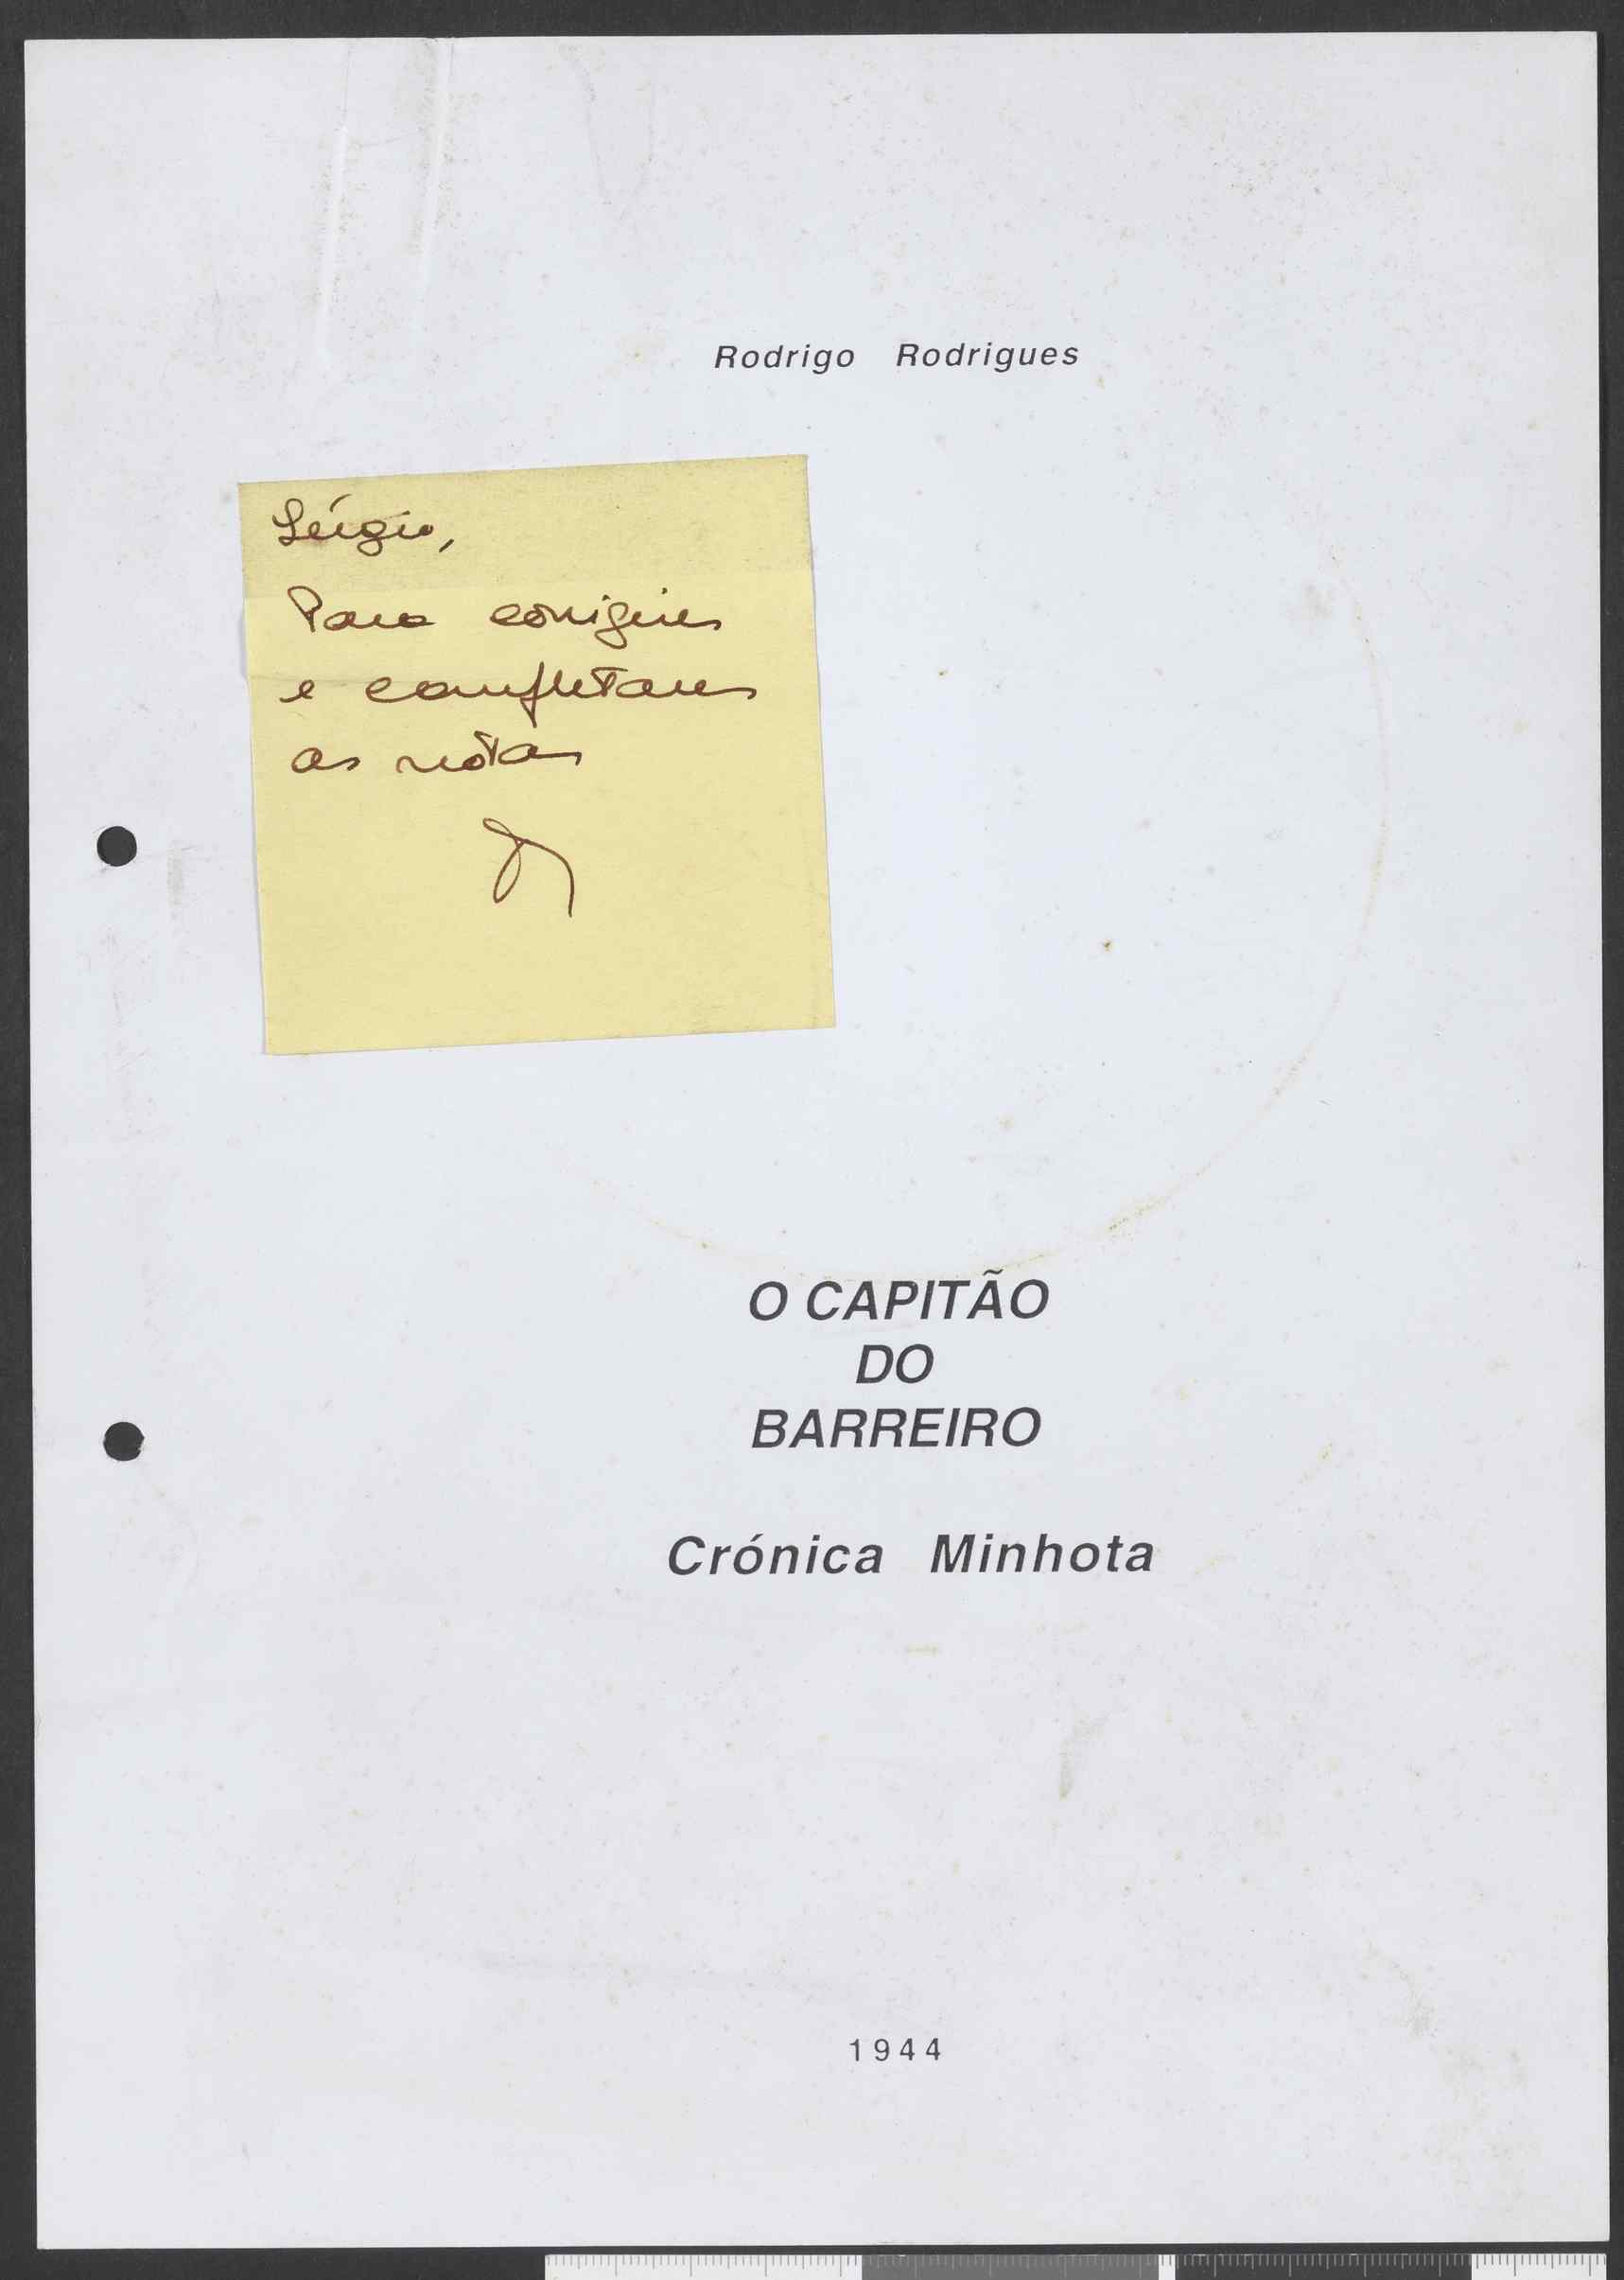 Rodrigo Rodrigues
Sérgio,
Para corrigires
e completares
as notas
O CAPITÃO
DO
BARREIRO
Crónica Minhota
1944